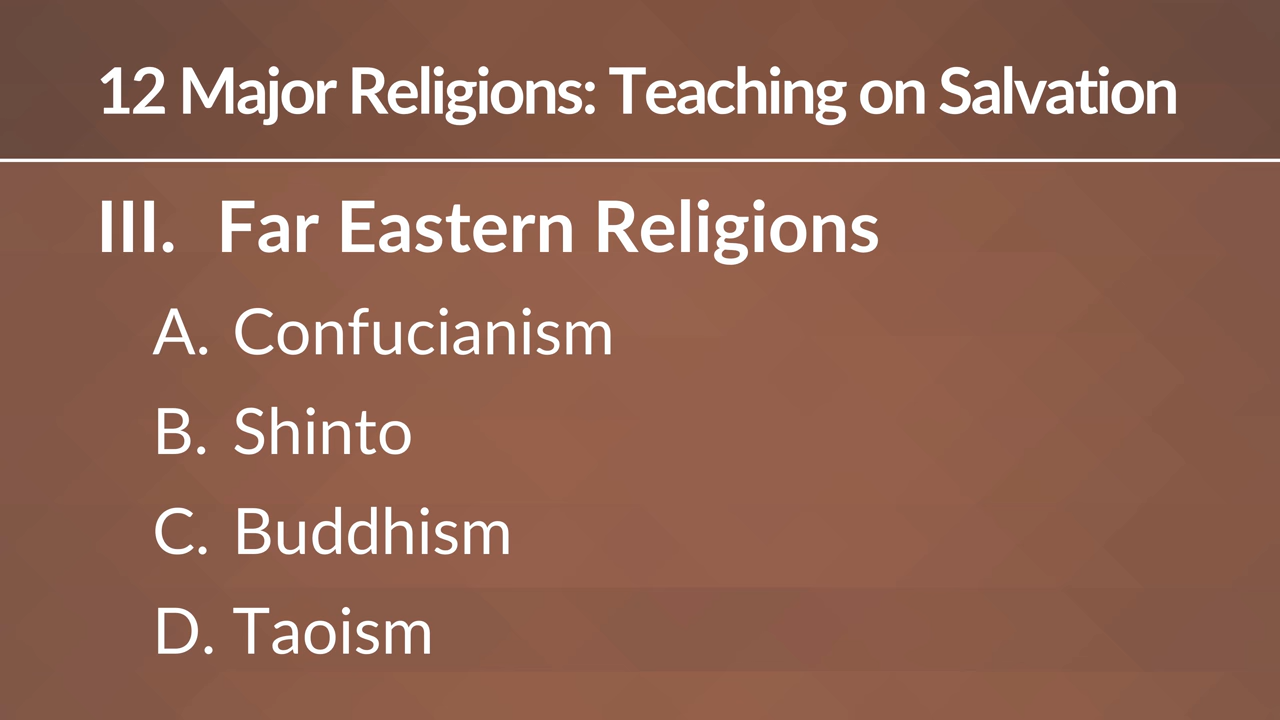 12 Major Religions: Teaching on Salvation
III. Far Eastern Religions
A. Confucianism
B. Shinto
C. Buddhism
D. Taoism